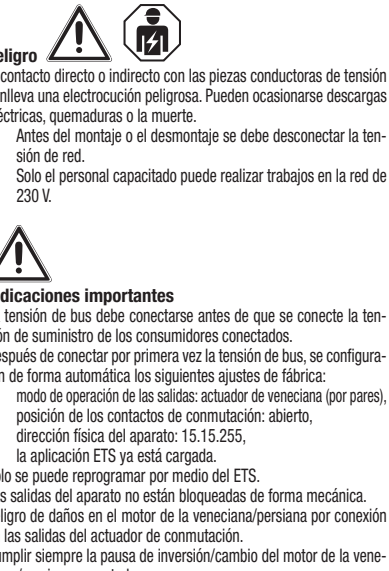 eligro
contacto directo o indirecto con las piezas conductoras de tensión
nlleva una electrocución peligrosa. Pueden ocasionarse descargas
éctricas, quemaduras o la muerte.
Antes del montaje o el desmontaje se debe desconectar la ten-
sión de red.
Solo el personal capacitado puede realizar trabajos en la red de
230 V.
dicaciones importantes
a tensión de bus debe conectarse antes de que se conecte la ten-
ón de suministro de los consumidores conectados.
espués de conectar por primera vez la tensión de bus, se configura-
n de forma automática los siguientes ajustes de fábrica:
modo de operación de las salidas: actuador de veneciana (por pares),
posición de los contactos de conmutación: abierto,
dirección física del aparato: 15.15.255,
la aplicación ETS ya está cargada.
olo se puede reprogramar por medio del ETS.
s salidas del aparato no están bloqueadas de forma mecánica.
ligro de daños en el motor de la veneciana/persiana por conexión
las salidas del actuador de conmutación.
umplir siempre la pausa de inversión/cambio del motor de la vene-